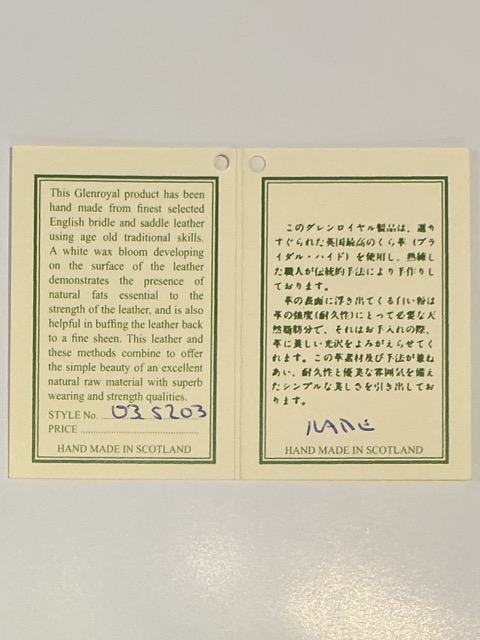 This Glenroyal product has been
hand made from finest selected
English bridle and saddle leather
using age old traditional skills.
A white wax bloom developing
on the surface of the leather
demonstrates the presence of
natural fats essential to the
strength of the leather, and is also
helpful in buffing the leather back
to a fine sheen. This leather and
these methods combine to offer
the simple beauty of an excellent
natural raw material with superb
wearing and strength qualities.
STYLE No. 03 5203
PRICE
HAND MADE IN SCOTLAND
このグレンロイヤル製品は、選り
すぐられた英国最高のくら革(ブライ
ダル・ハイド)を使用し、熟練し
た職人が伝統的手法により手作りし
ております。
革の表面に浮き出てくる白い粉は
革の強度(耐久性)にとって必要な天
然脂肪分で、それはお手入れの際、
革に美しい光沢をよみがえらせてく
れます。この革素材及び手法が兼ね
あい、耐久性と優美な雰囲気を備え
たシンプルな美しさを引き出してお
ります。
HAND MADE IN SCOTLAND